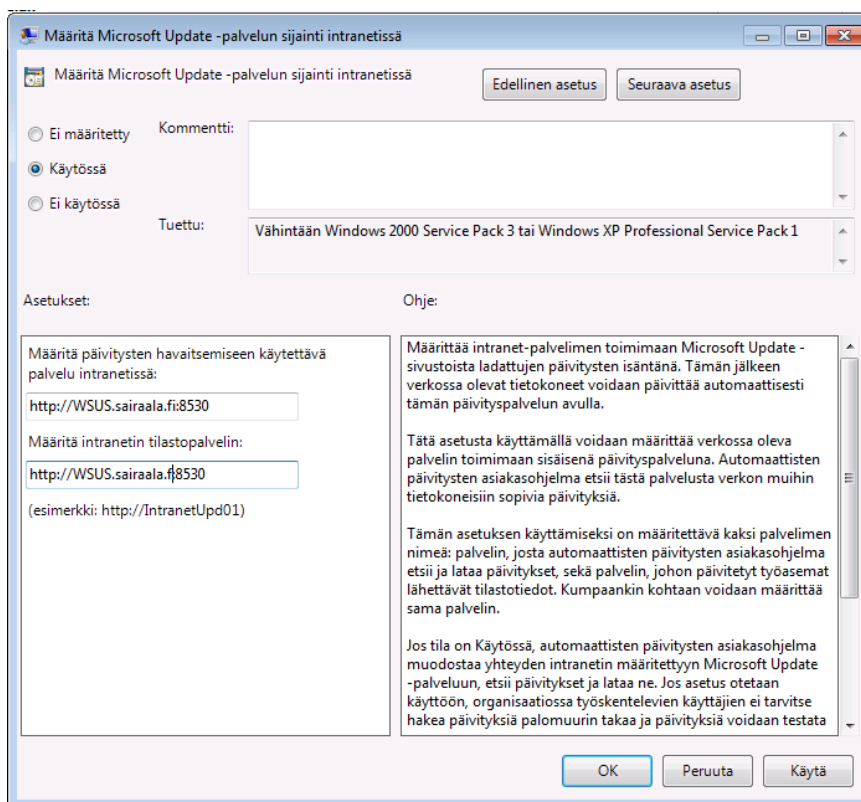 Määritä Microsoft Update -palvelun sijainti intranetissä
Määritä Microsoft Update -palvelun sijainti intranetissä
Edellinen asetus
Seuraava asetus
Ei määritetty
Kommentti:
Käytössä
Ei käytössä
Tuettu:
Vähintään Windows 2000 Service Pack 3 tai Windows XP Professional Service Pack 1
Asetukset:
Ohje:
Määritä päivitysten havaitsemiseen käytettävä
palvelu intranetissä:
http://WSUS.sairaala.fi:8530
Määritä intranetin tilastopalvelin:
http://WSUS.sairaala.fi:8530
(esimerkki: http://IntranetUpd01)
Määrittää intranet-palvelimen toimimaan Microsoft Update -
sivustoista ladattujen päivitysten isäntänä. Tämän jälkeen
verkossa olevat tietokoneet voidaan päivittää automaattisesti
tämän päivityspalvelun avulla.
Tätä asetusta käyttämällä voidaan määrittää verkossa oleva
palvelin toimimaan sisäisenä päivityspalveluna. Automaattisten
päivitysten asiakasohjelma etsii tästä palvelusta verkon muihin
tietokoneisiin sopivia päivityksiä.
Tämän asetuksen käyttämiseksi on määritettävä kaksi palvelimen
nimeä: palvelin, josta automaattisten päivitysten asiakasohjelma
etsii ja lataa päivitykset, sekä palvelin, johon päivitetyt työasemat
lähettävät tilastotiedot. Kumpaankin kohtaan voidaan määrittää
sama palvelin.
Jos tila on Käytössä, automaattisten päivitysten asiakasohjelma
muodostaa yhteyden intranetin määritettyyn Microsoft Update
-palveluun, etsii päivitykset ja lataa ne. Jos asetus otetaan
käyttöön, organisaatiossa työskentelevien käyttäjien ei tarvitse
hakea päivityksiä palomuurin takaa ja päivityksiä voidaan testata
OK
Peruuta
Käytä